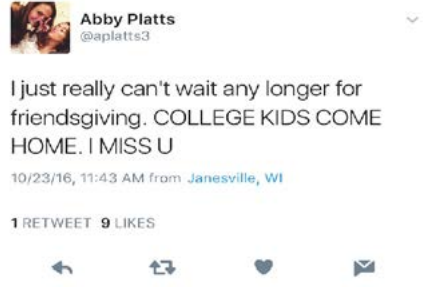 Abby Platts
@aplatts3
I just really can't wait any longer for
friendsgiving. COLLEGE KIDS COME
HOME. I MISS U
10/23/16, 11:43 AM from Janesville, WI
1 RETWEET 9 LIKES